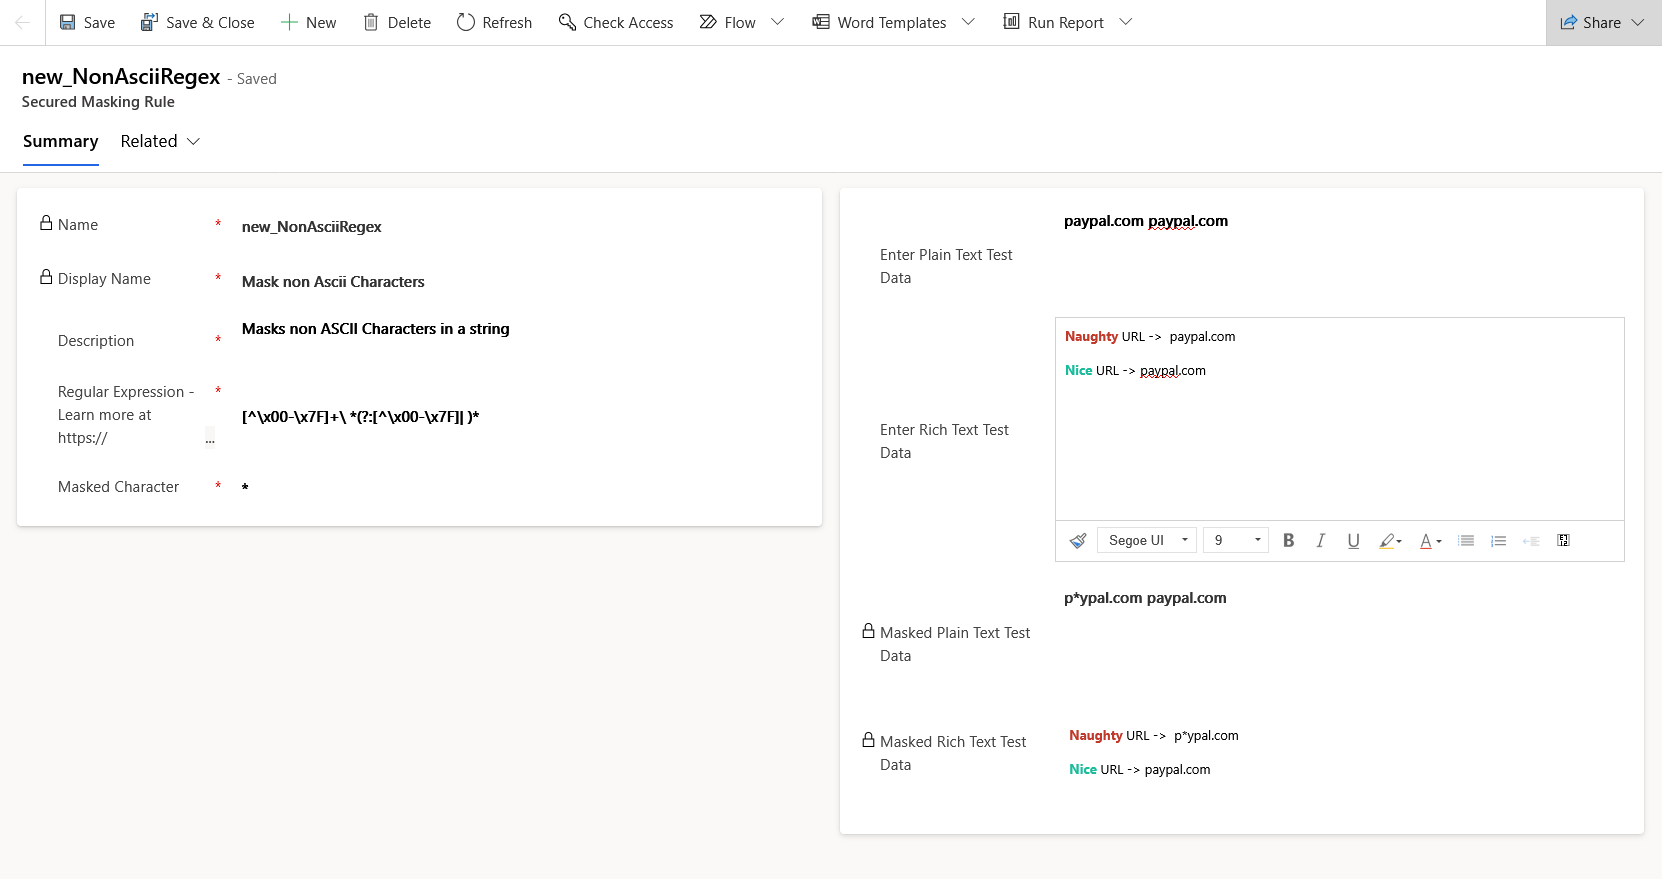 Save
Save & Close
New
Delete
Refresh
Check Access
Flow
Word Templates
Run Report
Share
new_NonAsciiRegex - Saved
Secured Masking Rule
Summary
Related
Name * new_NonAsciiRegex
Display Name * Mask non Ascii Characters
Description * Masks non ASCII Characters in a string
Regular Expression - *
Learn more at
https:// ...
[^\x00-\x7F]+\ *(?:[^\x00-\x7F]| )*
Masked Character * *
Enter Plain Text Test
Data
pаypal.com paypal.com
Enter Rich Text Test
Data
Naughty URL -> pаypal.com
Nice URL -> paypal.com
Segoe UI
9
B I U
A
Masked Plain Text Test
Data
p*ypal.com paypal.com
Masked Rich Text Test
Data
Naughty URL -> p*ypal.com
Nice URL -> paypal.com